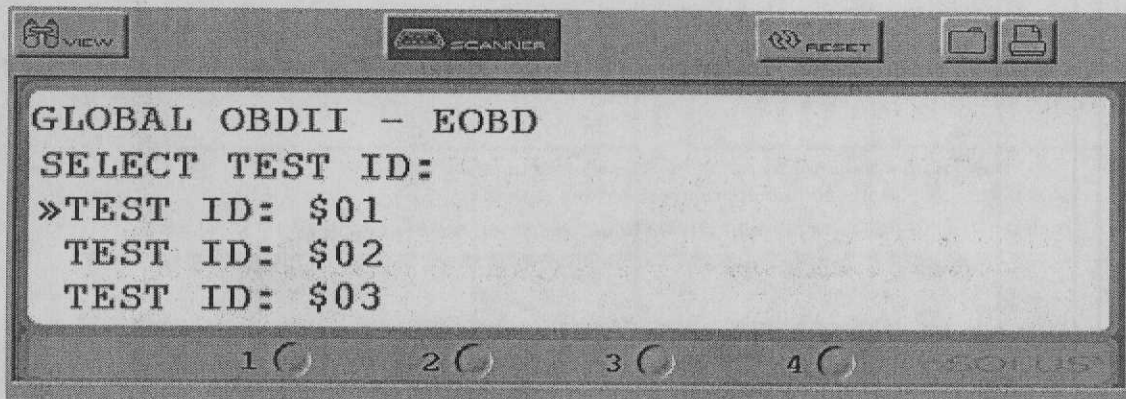 VIEW SCANNER RESET
GLOBAL OBDII - EOBD
SELECT TEST ID:
»TEST ID: $01
TEST ID: $02
TEST ID: $03
1 2 3 4 SOLUS